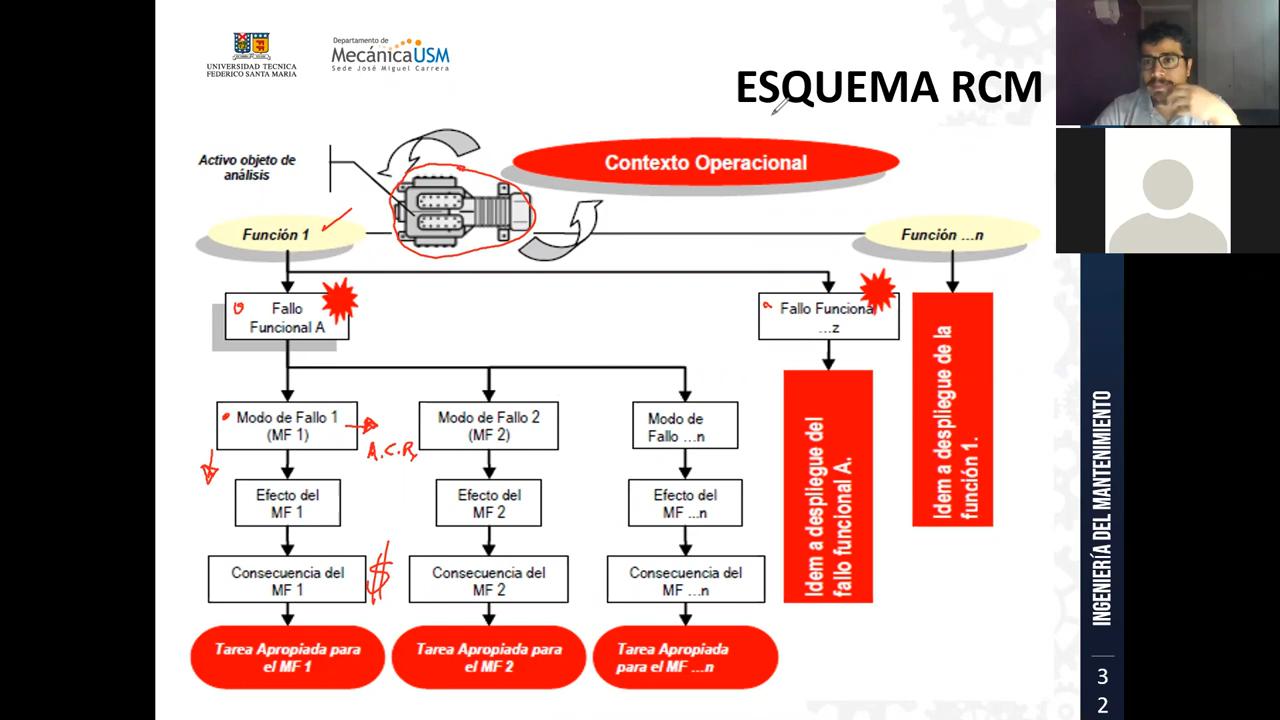 UNIVERSIDAD TECNICA
FEDERICO SANTA MARIA
Departamento de
MecánicaUSM
Sede José Miguel Carrera
ESQUEMA RCM
Activo objeto de
análisis
Contexto Operacional
Función 1
Función ...n
Fallo
Funcional A
Fallo Funcional
...z
Modo de Fallo 1
(MF 1)
A.C.R,
Modo de Fallo 2
(MF 2)
Modo de
Fallo ...n
Efecto del
MF 1
Efecto del
MF 2
Efecto del
MF ...n
Consecuencia del
MF 1
$
Consecuencia del
MF 2
Consecuencia del
MF ...n
Tarea Apropiada para
el MF 1
Tarea Apropiada para
el MF 2
Tarea Apropiada
para el MF ...n
Idem a despliegue del
fallo funcional A.
Idem a despliegue de la
función 1.
INGENIERÍA DEL MANTENIMIENTO
3
2